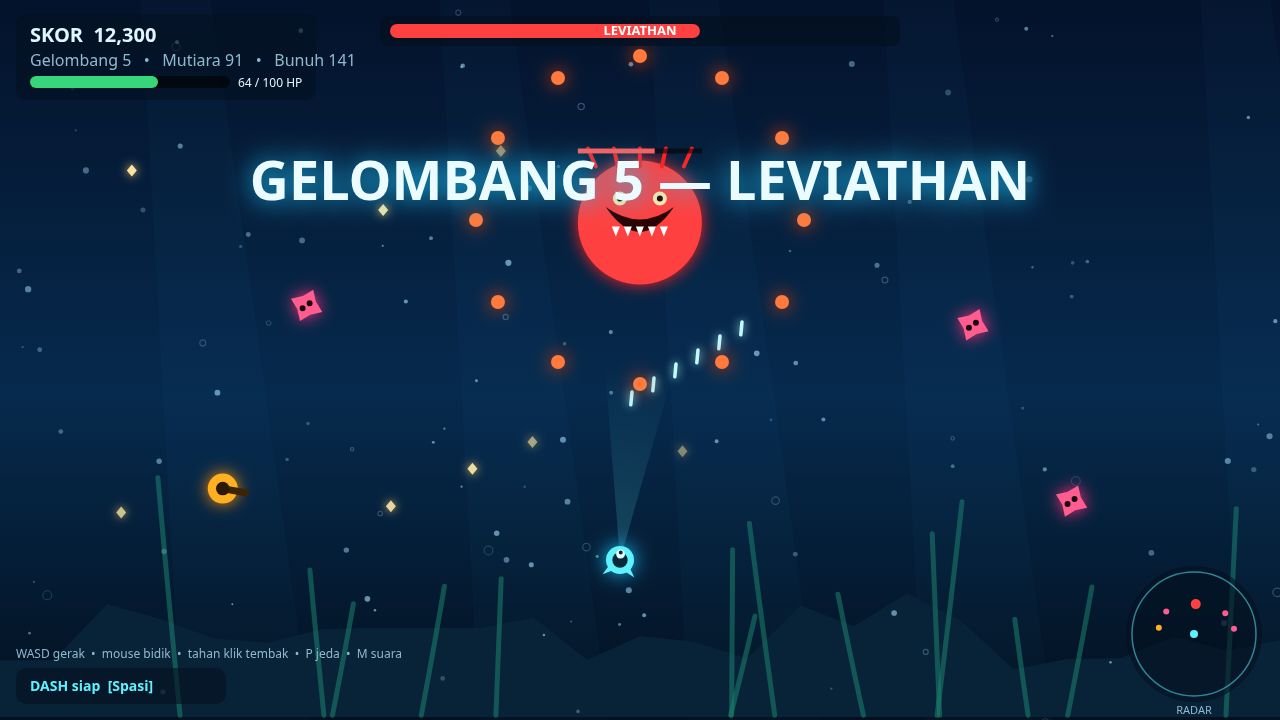 SKOR 12,300
Gelombang 5 • Mutiara 91 • Bunuh 141
64 / 100 HP
LEVIATHAN
GELOMBANG 5 — LEVIATHAN
WASD gerak • mouse bidik • tahan klik tembak • P jeda • M suara
DASH siap [Spasi]
RADAR